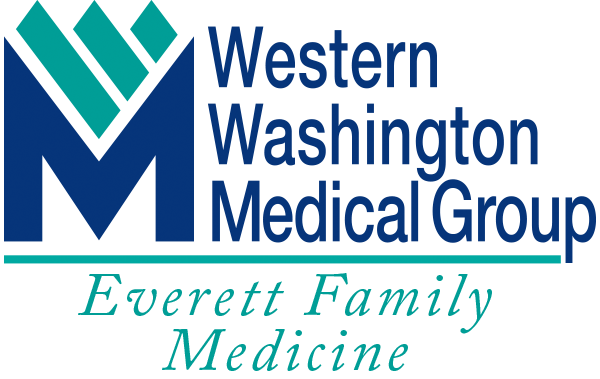 Western
Washington
Medical Group
Everett Family
Medicine